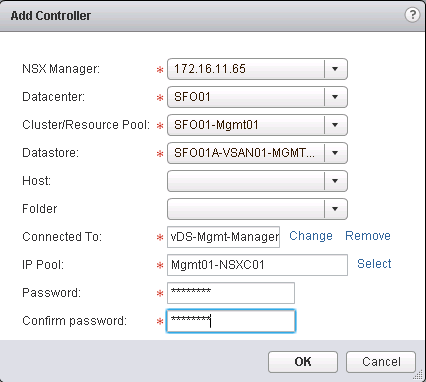 Add Controller ?
NSX Manager: * 172.16.11.65
Datacenter: * SFO01
Cluster/Resource Pool: * SFO01-Mgmt01
Datastore: * SFO01A-VSAN01-MGMT...
Host:
Folder
Connected To: * vDS-Mgmt-Manager Change Remove
IP Pool: * Mgmt01-NSXC01 Select
Password: * ********
Confirm password: * ********
OK Cancel